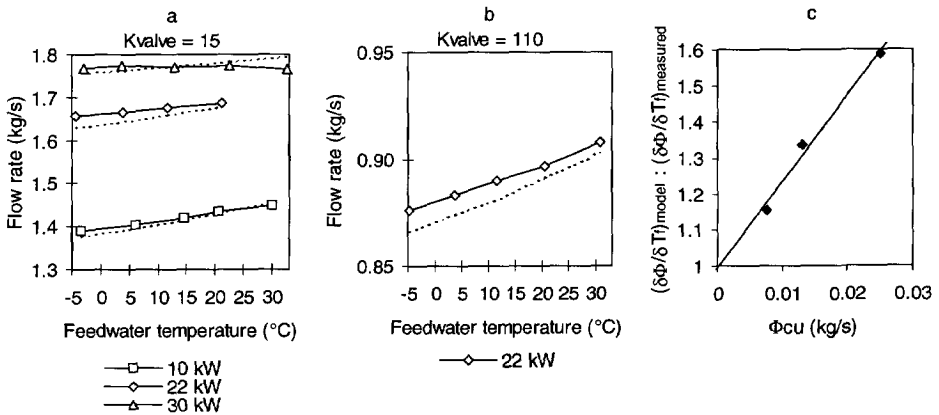 a
Kvalve = 15
Flow rate (kg/s)
1.8
1.7
1.6
1.5
1.4
1.3
-5 0 5 10 15 20 25 30
Feedwater temperature (°C)
10 kW
22 kW
30 kW
b
Kvalve = 110
Flow rate (kg/s)
0.95
0.90
0.85
-5 0 5 10 15 20 25 30
Feedwater temperature (°C)
22 kW
c
(δΦ/δTf)model : (δΦ/δTf)measured
1.6
1.5
1.4
1.3
1.2
1.1
1
0 0.01 0.02 0.03
Φcu (kg/s)